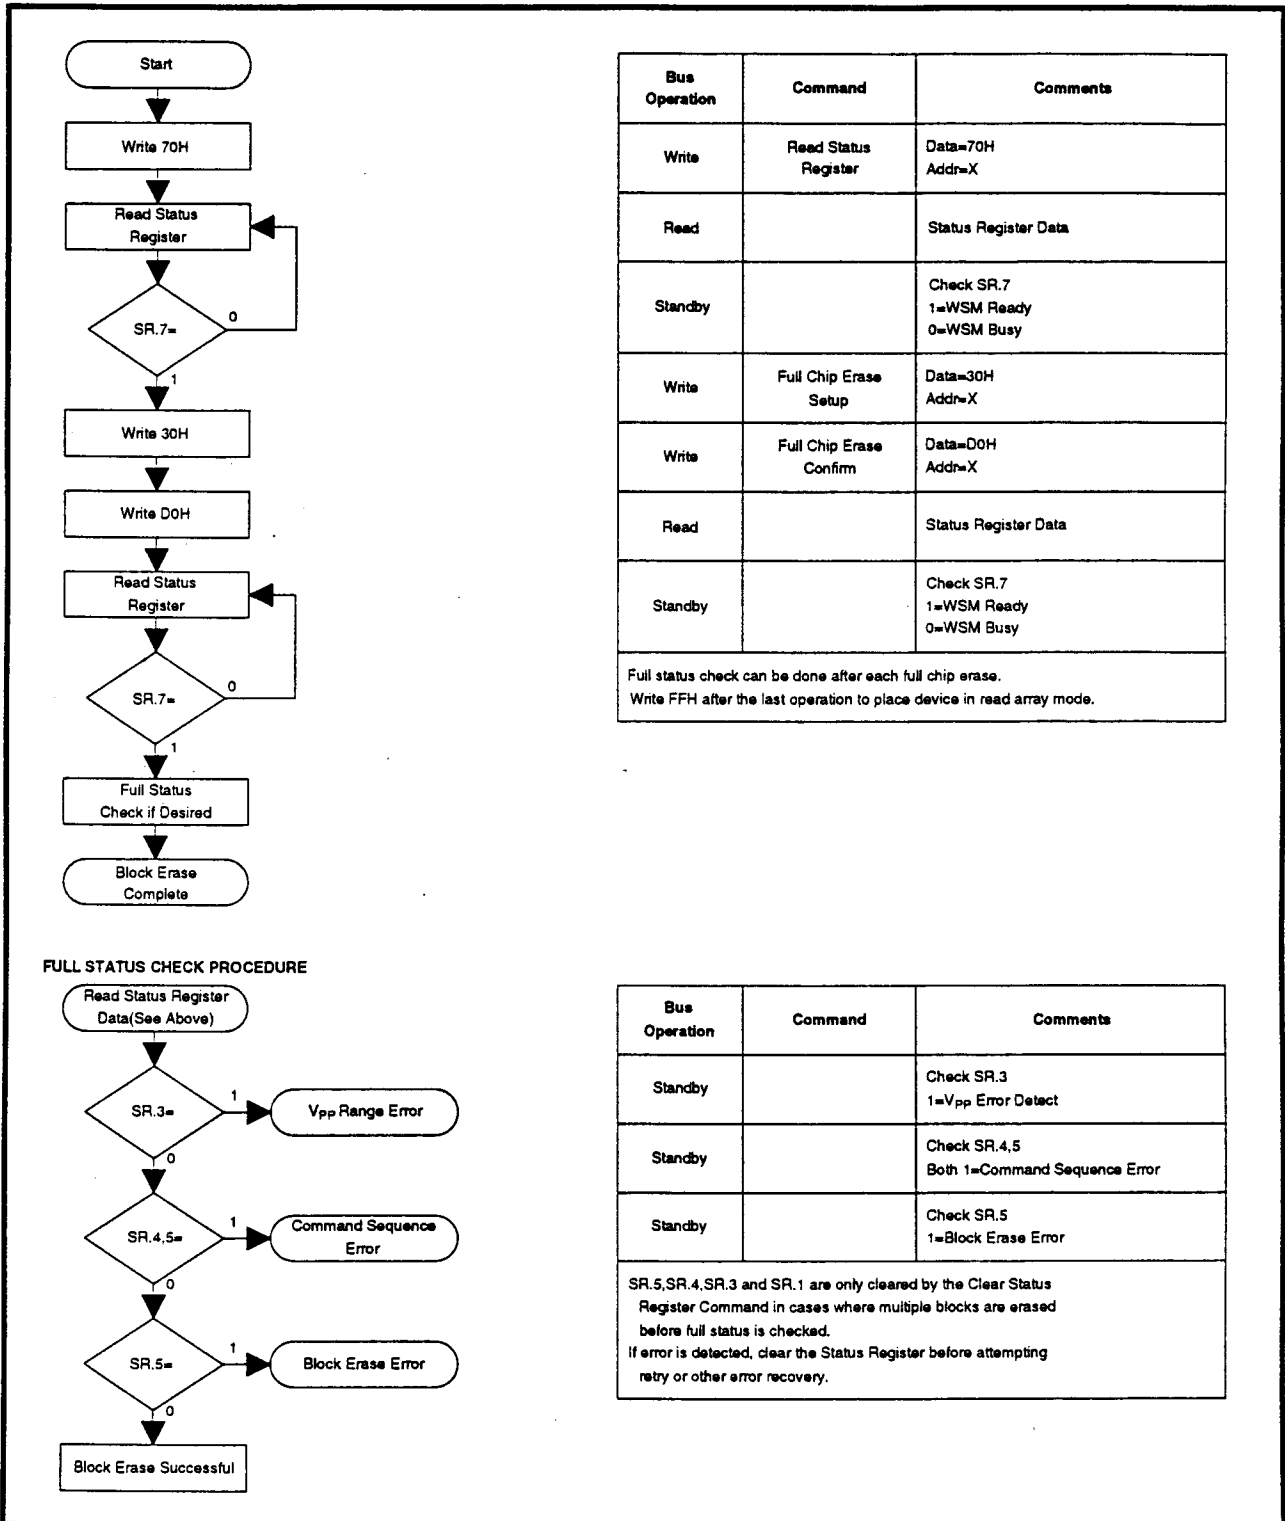 Start
Write 70H
Read Status
Register
SR.7=
0
1
Write 30H
Write D0H
Read Status
Register
SR.7=
0
1
Full Status
Check if Desired
Block Erase
Complete
Bus
Operation
Command
Comments
Write
Read Status
Register
Data=70H
Addr=X
Read
Status Register Data
Standby
Check SR.7
1=WSM Ready
0=WSM Busy
Write
Full Chip Erase
Setup
Data=30H
Addr=X
Write
Full Chip Erase
Confirm
Data=D0H
Addr=X
Read
Status Register Data
Standby
Check SR.7
1=WSM Ready
0=WSM Busy
Full status check can be done after each full chip erase.
Write FFH after the last operation to place device in read array mode.
FULL STATUS CHECK PROCEDURE
Read Status Register
Data(See Above)
SR.3=
1
VPP Range Error
0
SR.4,5=
1
Command Sequence
Error
0
SR.5=
1
Block Erase Error
0
Block Erase Successful
Bus
Operation
Command
Comments
Standby
Check SR.3
1=VPP Error Detect
Standby
Check SR.4,5
Both 1=Command Sequence Error
Standby
Check SR.5
1=Block Erase Error
SR.5,SR.4,SR.3 and SR.1 are only cleared by the Clear Status
Register Command in cases where multiple blocks are erased
before full status is checked.
If error is detected, clear the Status Register before attempting
retry or other error recovery.